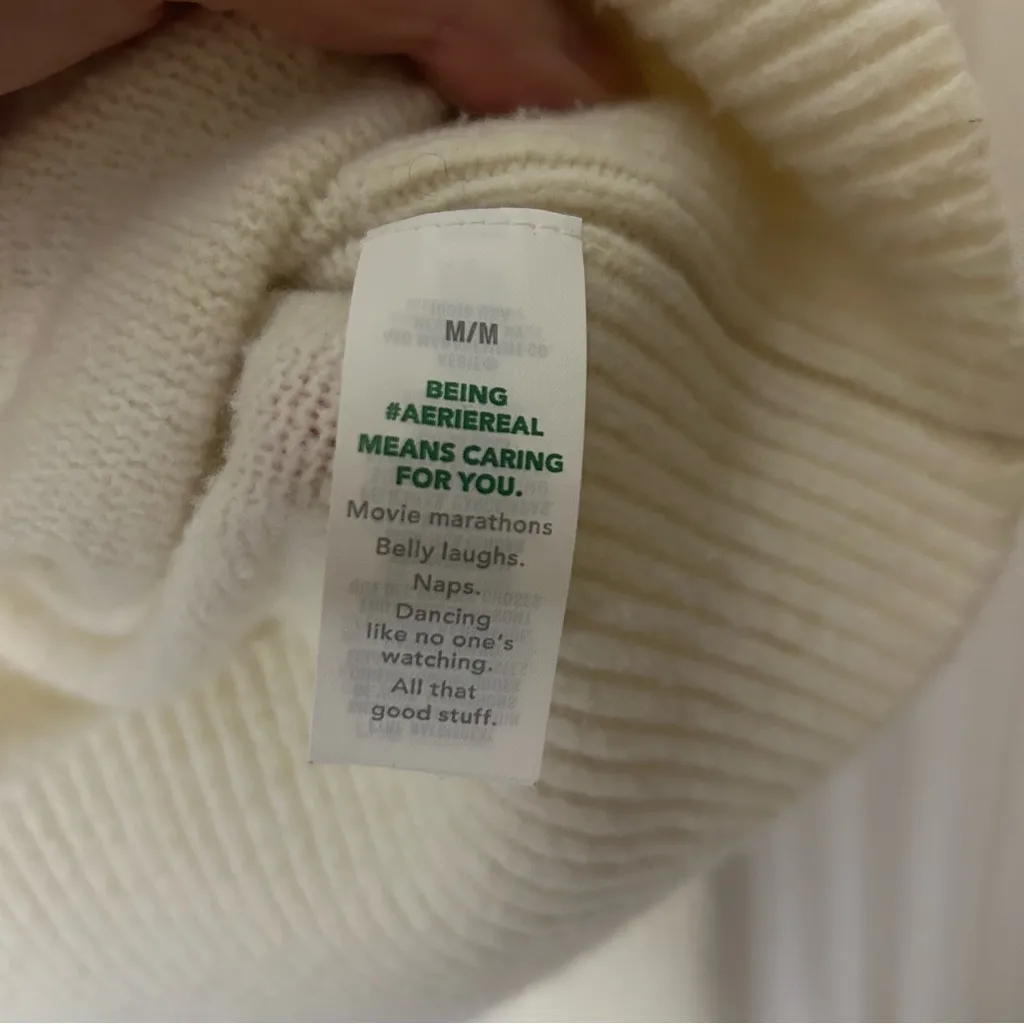 M/M
BEING
#AERIEREAL
MEANS CARING
FOR YOU.
Movie marathons
Belly laughs.
Naps.
Dancing
like no one's
watching.
All that
good stuff.